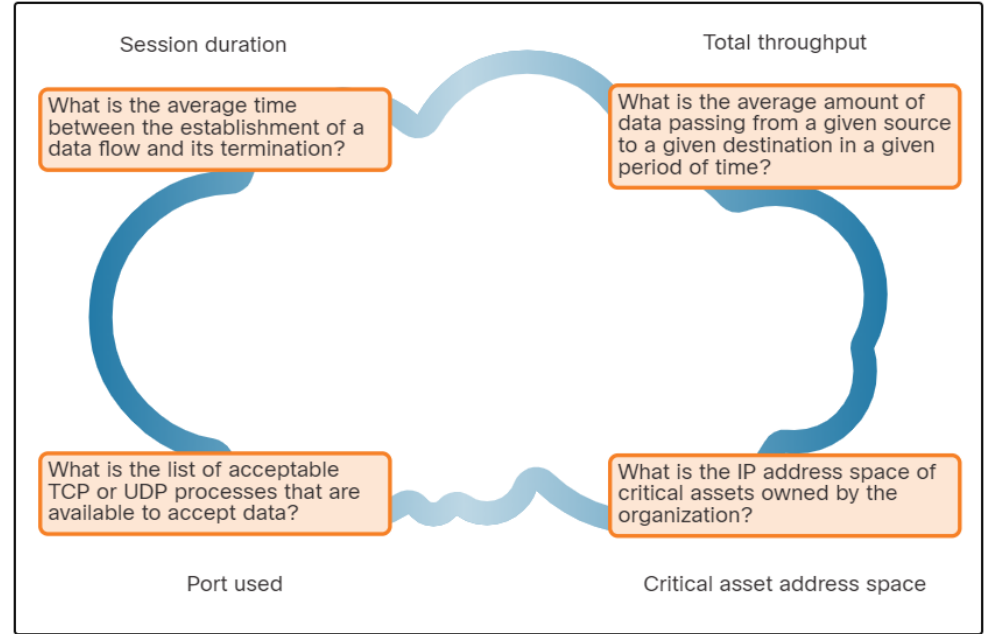 Session duration
Total throughput
What is the average time
between the establishment of a
data flow and its termination?
What is the average amount of
data passing from a given source
to a given destination in a given
period of time?
What is the list of acceptable
TCP or UDP processes that are
available to accept data?
What is the IP address space of
critical assets owned by the
organization?
Port used
Critical asset address space